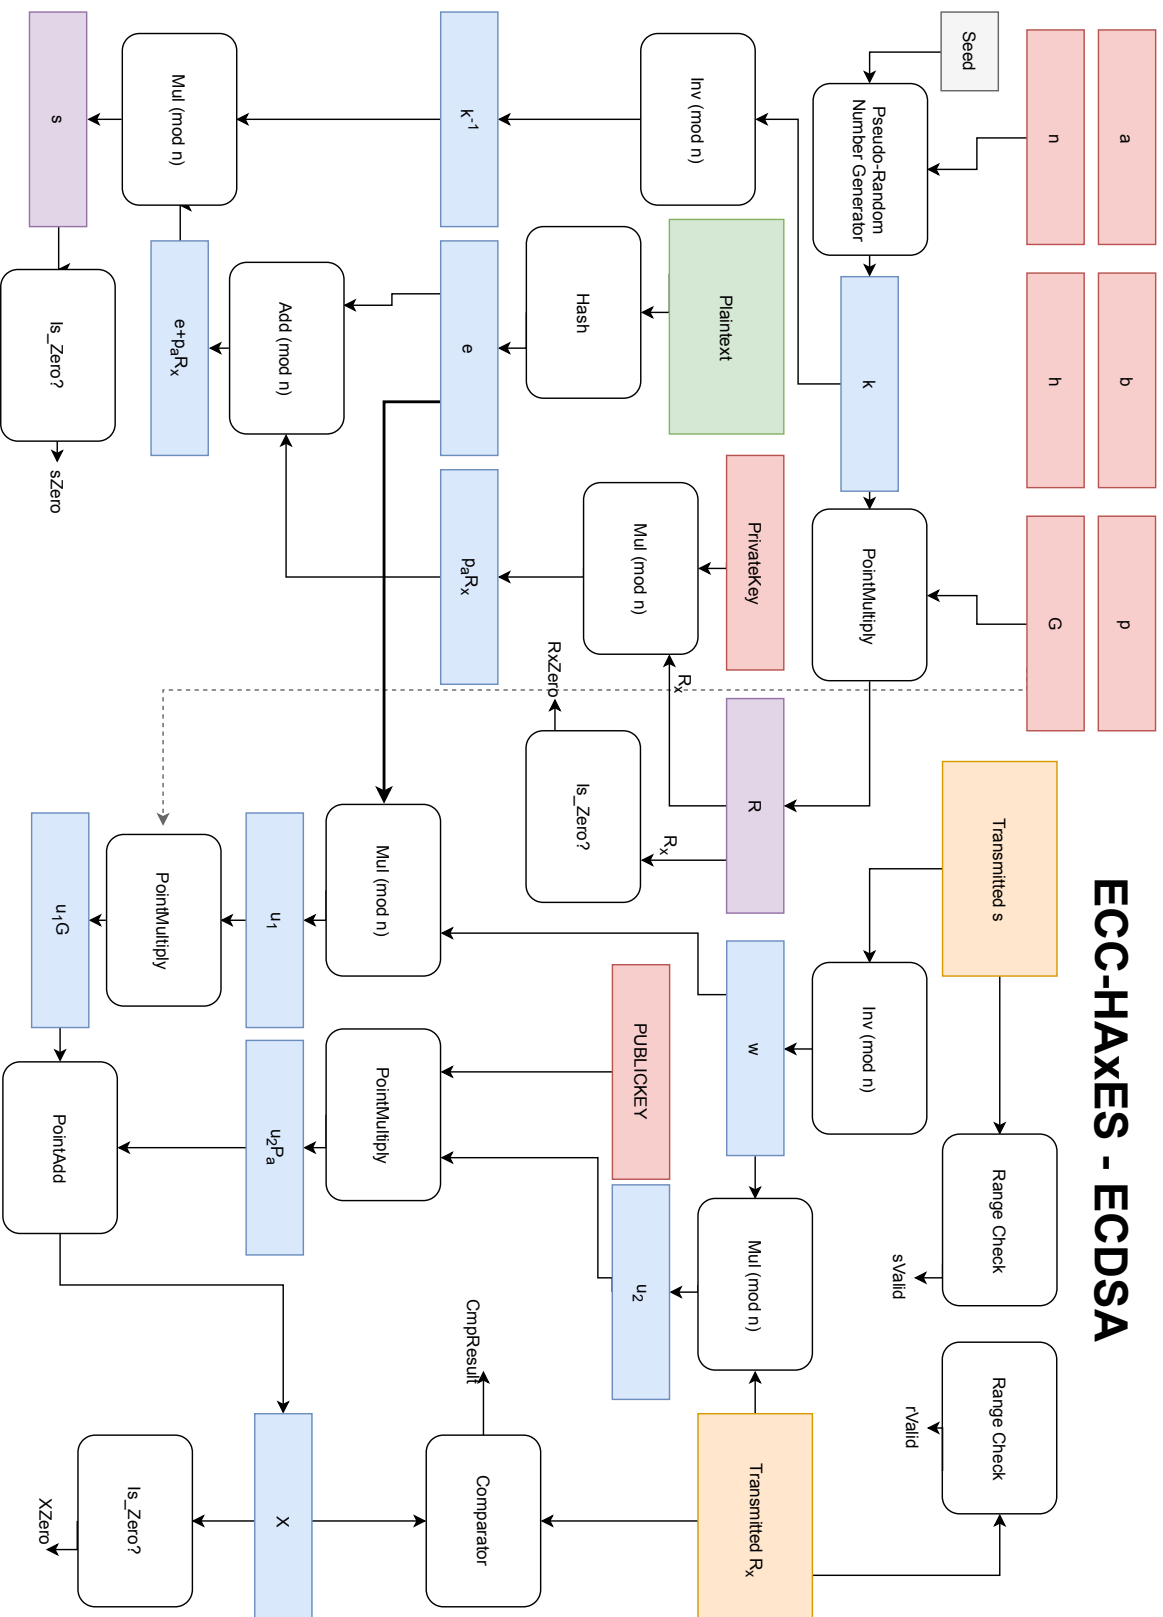 a
b
p
ECC-HAxES - ECDSA
n
h
G
Seed
Transmitted s
Range Check
Range Check
sValid
rValid
Pseudo-Random
Number Generator
k
PointMultiply
Inv (mod n)
Inv (mod n)
Plaintext
PrivateKey
R
w
Mul (mod n)
Transmitted Rₓ
Rₓ
Rₓ
Hash
Mul (mod n)
Is_Zero?
RxZero
PUBLICKEY
u₂
k⁻¹
e
pₐRₓ
Mul (mod n)
PointMultiply
CmpResult
Comparator
Add (mod n)
u₁
u₂Pₐ
X
Mul (mod n)
e+pₐRₓ
PointMultiply
Is_Zero?
s
Is_Zero?
sZero
u₁G
PointAdd
XZero